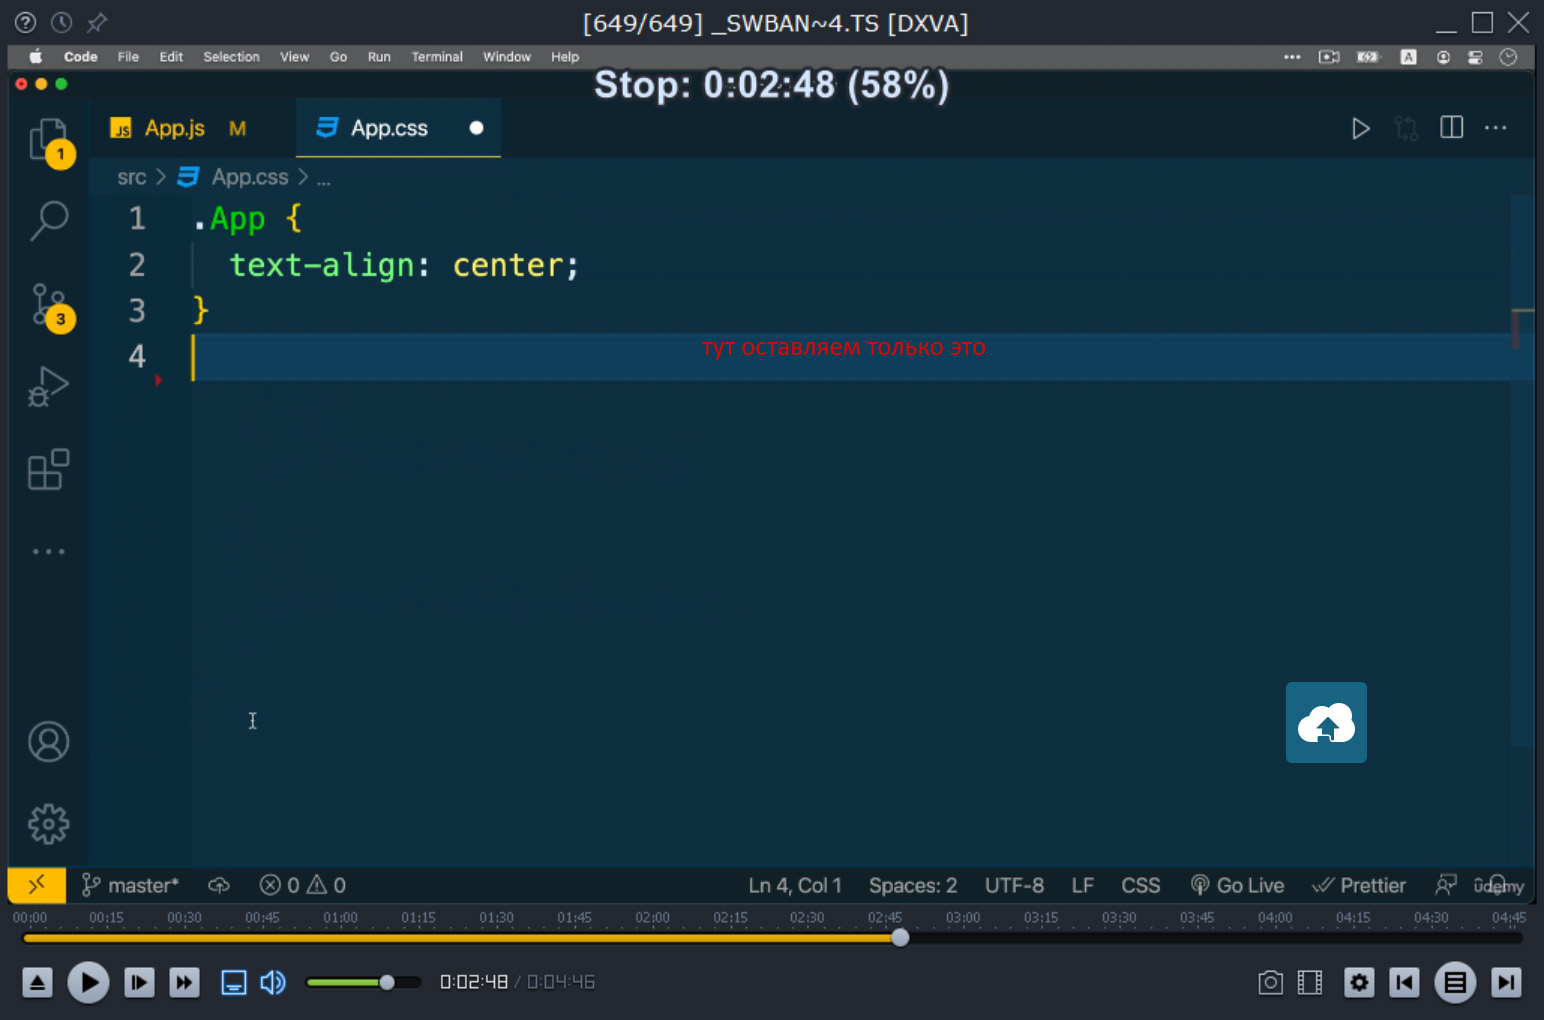 [649/649] _SWBAN~4.TS [DXVA]
Code File Edit Selection View Go Run Terminal Window Help
A
Stop: 0:02:48 (58%)
JS App.js M
App.css
1
src > App.css > ...
1 .App {
2 text-align: center;
3 }
4
тут оставляем только это
3
master* 0 0 Ln 4, Col 1 Spaces: 2 UTF-8 LF CSS Go Live Prettier
udemy
00:00 00:15 00:30 00:45 01:00 01:15 01:30 01:45 02:00 02:15 02:30 02:45 03:00 03:15 03:30 03:45 04:00 04:15 04:30 04:45
0:02:48 / 0:04:46